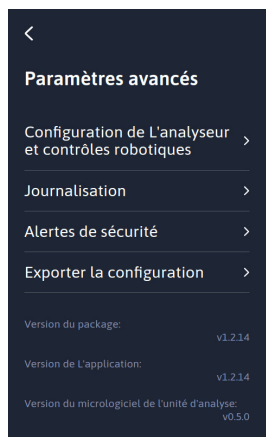 Paramètres avancés
Configuration de L'analyseur
et contrôles robotiques
Journalisation
Alertes de sécurité
Exporter la configuration
Version du package:
v1.2.14
Version de L'application:
v1.2.14
Version du micrologiciel de l'unité d'analyse:
v0.5.0